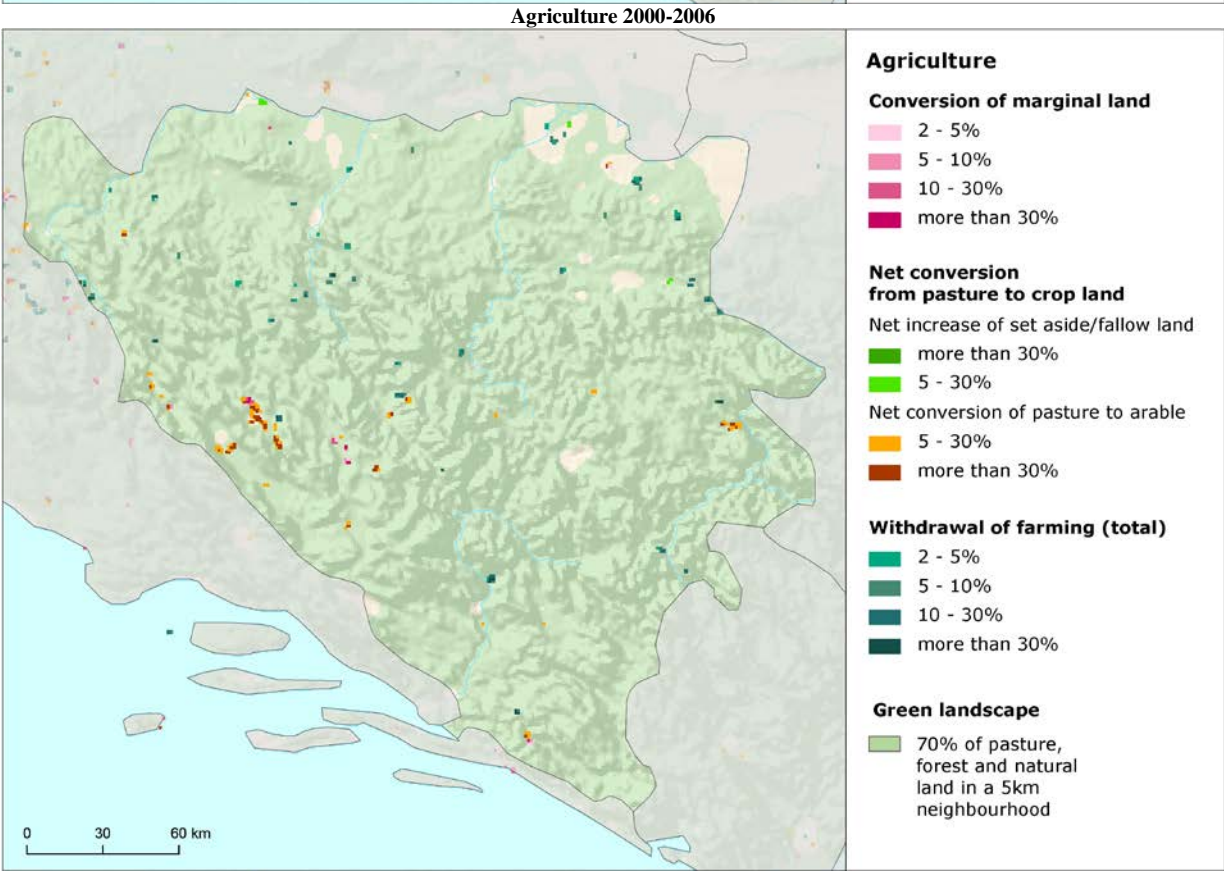 Agriculture 2000-2006
Agriculture
Conversion of marginal land
2 - 5%
5 - 10%
10 - 30%
more than 30%
Net conversion
from pasture to crop land
Net increase of set aside/fallow land
more than 30%
5 - 30%
Net conversion of pasture to arable
5 - 30%
more than 30%
Withdrawal of farming (total)
2 - 5%
5 - 10%
10 - 30%
more than 30%
Green landscape
70% of pasture,
forest and natural
land in a 5km
neighbourhood
0 30 60 km